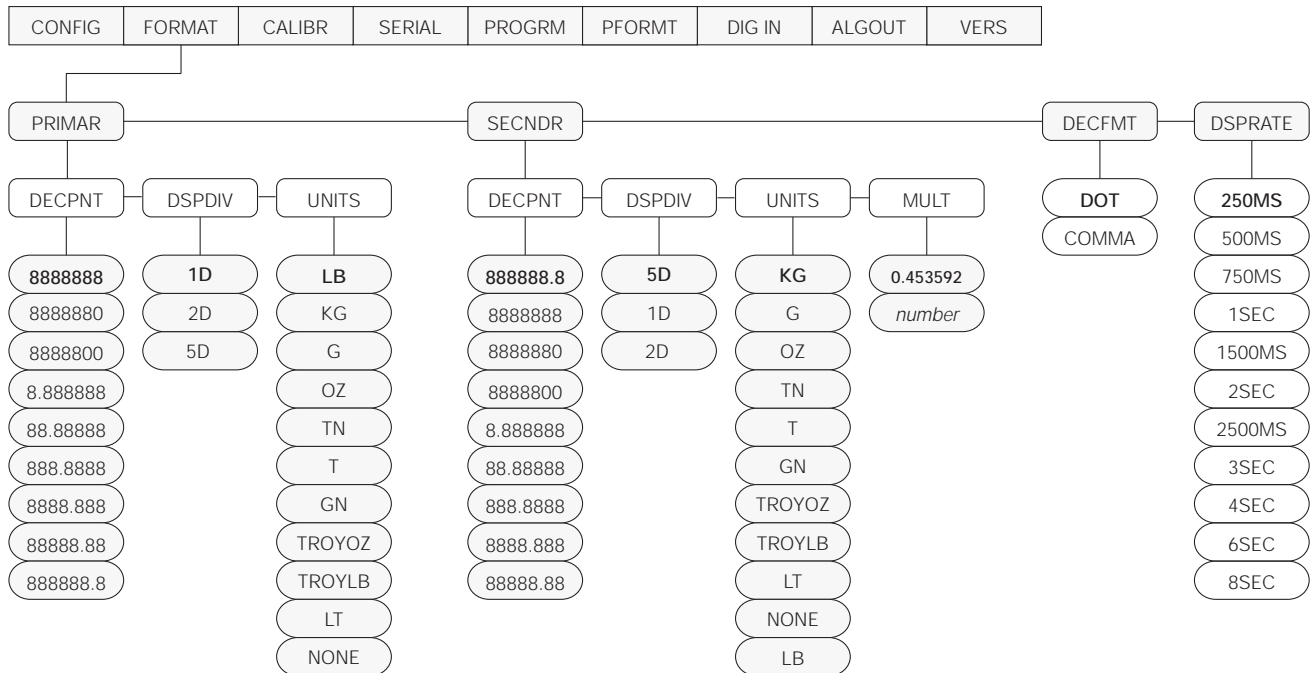 CONFIG FORMAT CALIBR SERIAL PROGRM PFORMT DIG IN ALGOUT VERS
PRIMAR SECNDR DECFMT DSPRATE
DECPNT DSPDIV UNITS DECPNT DSPDIV UNITS MULT DOT 250MS
COMMA 500MS
8888888 1D LB 888888.8 5D KG 0.453592 750MS
8888880 2D KG 8888888 1D G number 1SEC
8888800 5D G 8888880 2D OZ 1500MS
8.888888 OZ 8888800 TN 2SEC
88.88888 TN 8.888888 T 2500MS
888.8888 T 88.88888 GN 3SEC
8888.888 GN 888.8888 TROYOZ 4SEC
88888.88 TROYOZ 8888.888 TROYLB 6SEC
888888.8 TROYLB 88888.88 LT 8SEC
LT NONE
NONE LB